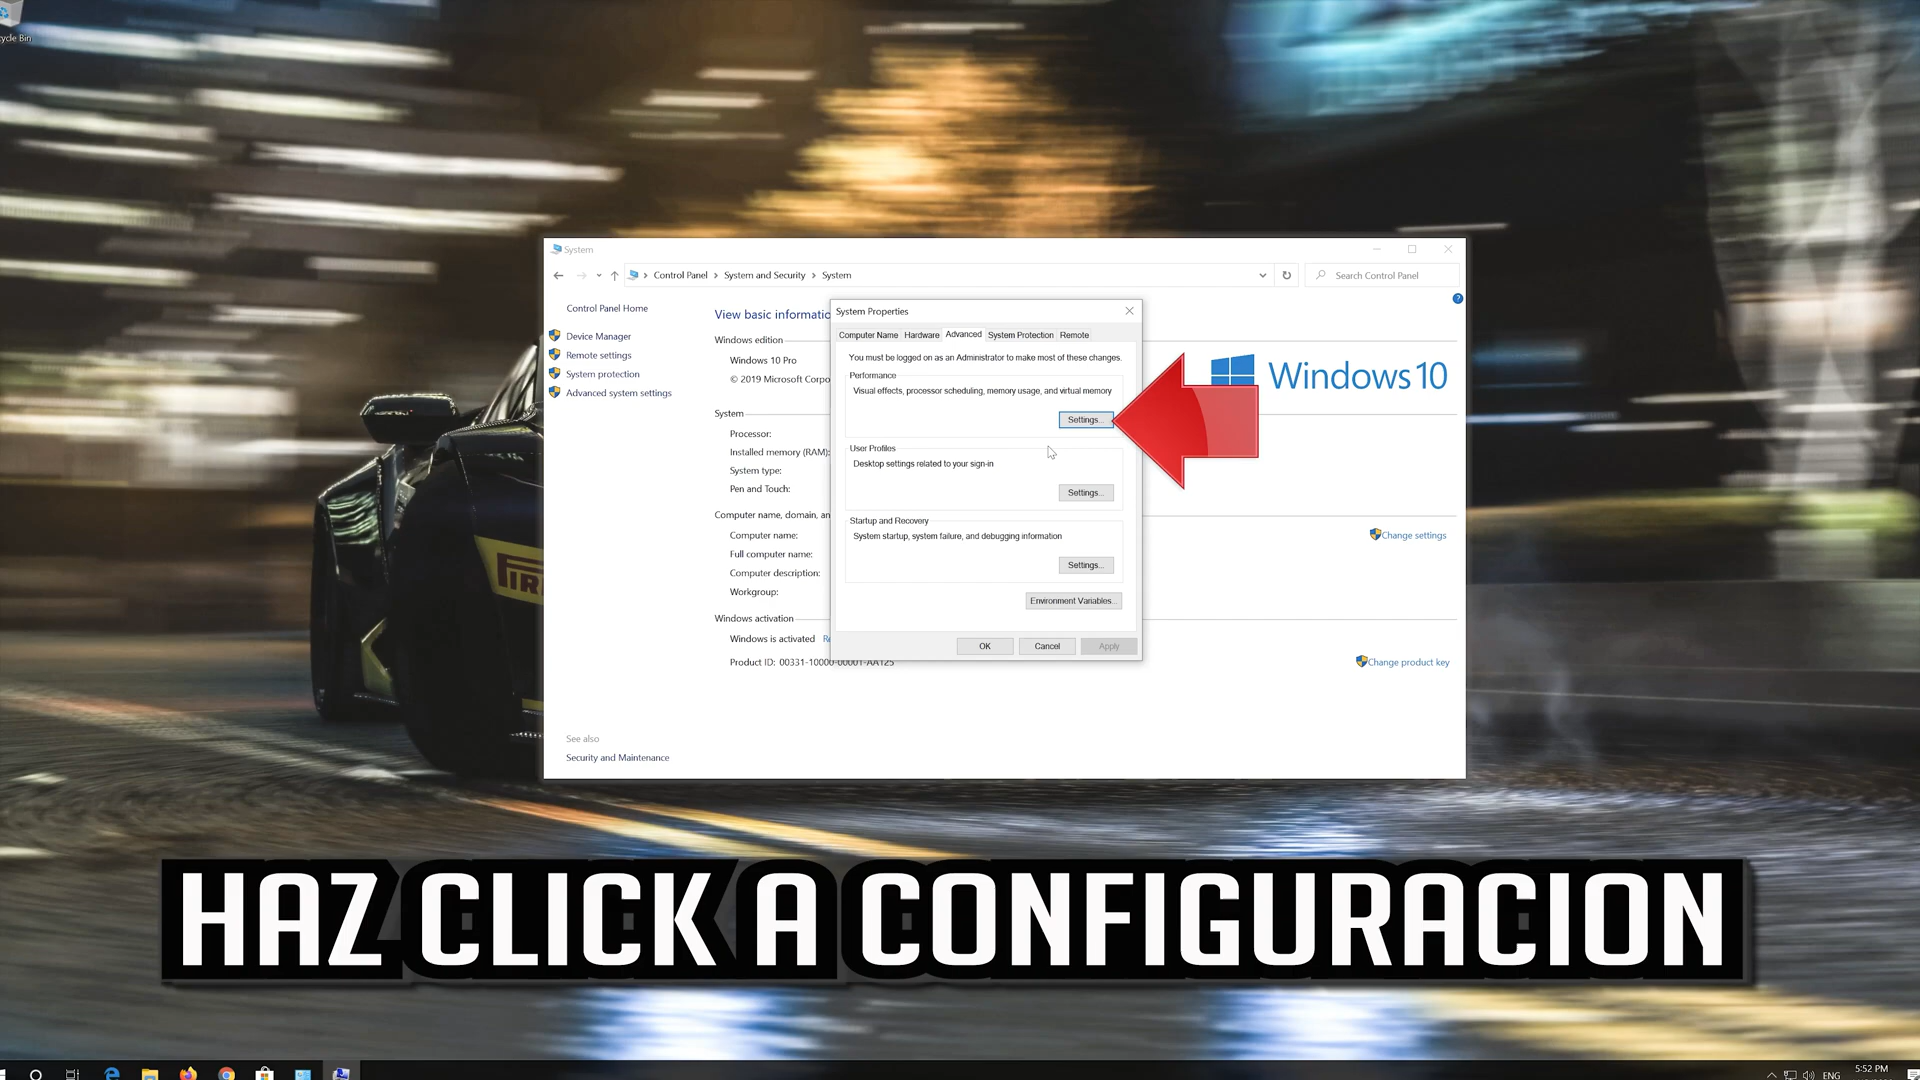 ycle Bin
System
Control Panel > System and Security > System
Search Control Panel
Control Panel Home
Device Manager
Remote settings
System protection
Advanced system settings
See also
Security and Maintenance
View basic informatio
Windows edition
Windows 10 Pro
© 2019 Microsoft Corpo
System
Processor:
Installed memory (RAM):
System type:
Pen and Touch:
Computer name, domain, an
Computer name:
Full computer name:
Computer description:
Workgroup:
Windows activation
Windows is activated Re
Product ID: 00331-10000-00001-AA125
System Properties
Computer Name Hardware Advanced System Protection Remote
You must be logged on as an Administrator to make most of these changes.
Performance
Visual effects, processor scheduling, memory usage, and virtual memory
Settings...
User Profiles
Desktop settings related to your sign-in
Settings...
Startup and Recovery
System startup, system failure, and debugging information
Settings...
Environment Variables...
OK Cancel Apply
Windows 10
Change settings
Change product key
PIR
HAZ CLICK A CONFIGURACION
ENG
5:52 PM